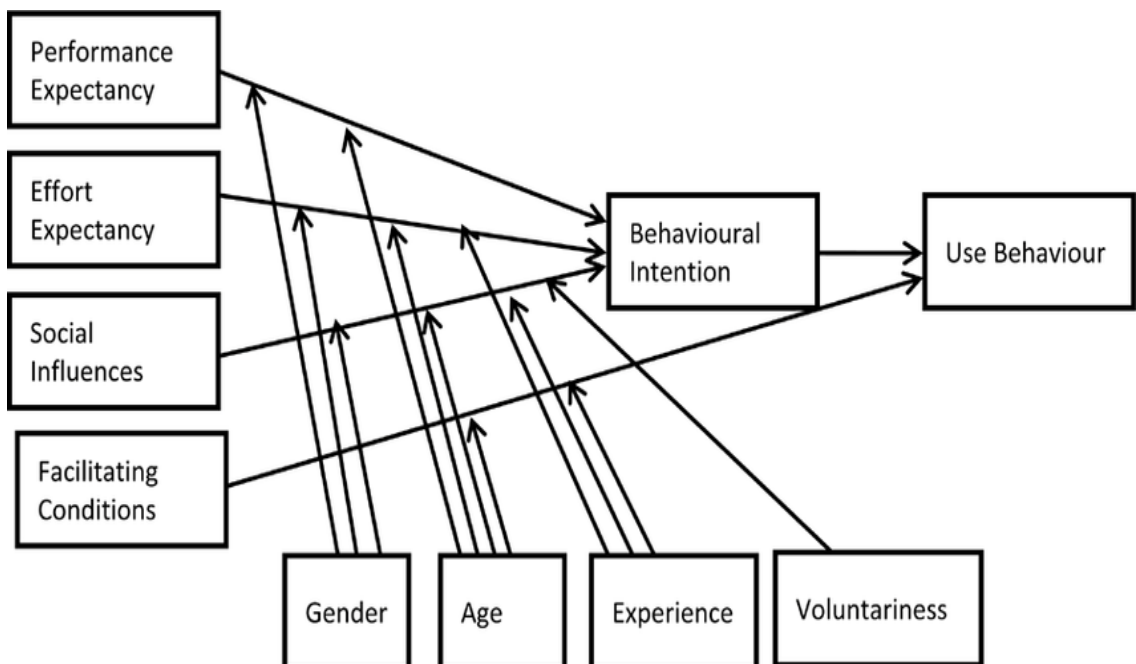 Performance
Expectancy
Effort
Expectancy
Social
Influences
Facilitating
Conditions
Behavioural
Intention
Use Behaviour
Gender
Age
Experience
Voluntariness